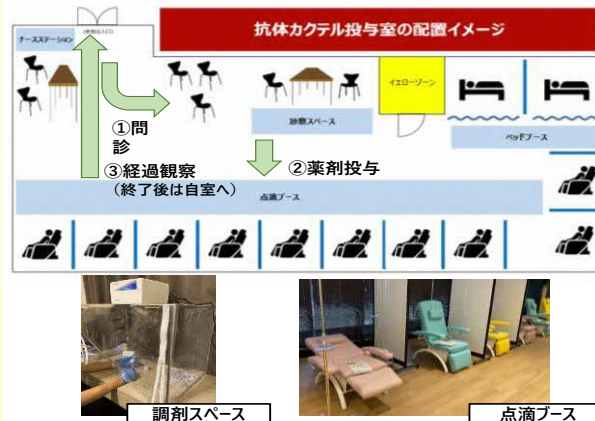 抗体カクテル投与室の配置イメージ
ナースステーション
イエローゾーン
診察スペース
ベッドブース
①問
診
②薬剤投与
③経過観察
（終了後は自室へ）
点滴ブース
調剤スペース
点滴ブース